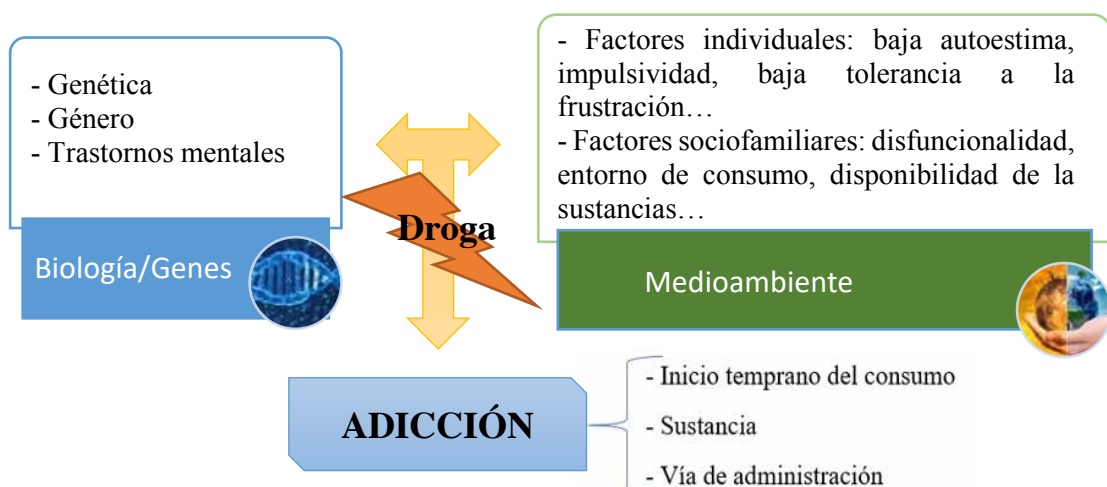 - Genética
- Género
- Trastornos mentales
Biología/Genes
Droga
- Factores individuales: baja autoestima,
impulsividad, baja tolerancia a la
frustración…
- Factores sociofamiliares: disfuncionalidad,
entorno de consumo, disponibilidad de la
sustancias…
Medioambiente
ADICCIÓN
- Inicio temprano del consumo
- Sustancia
- Vía de administración